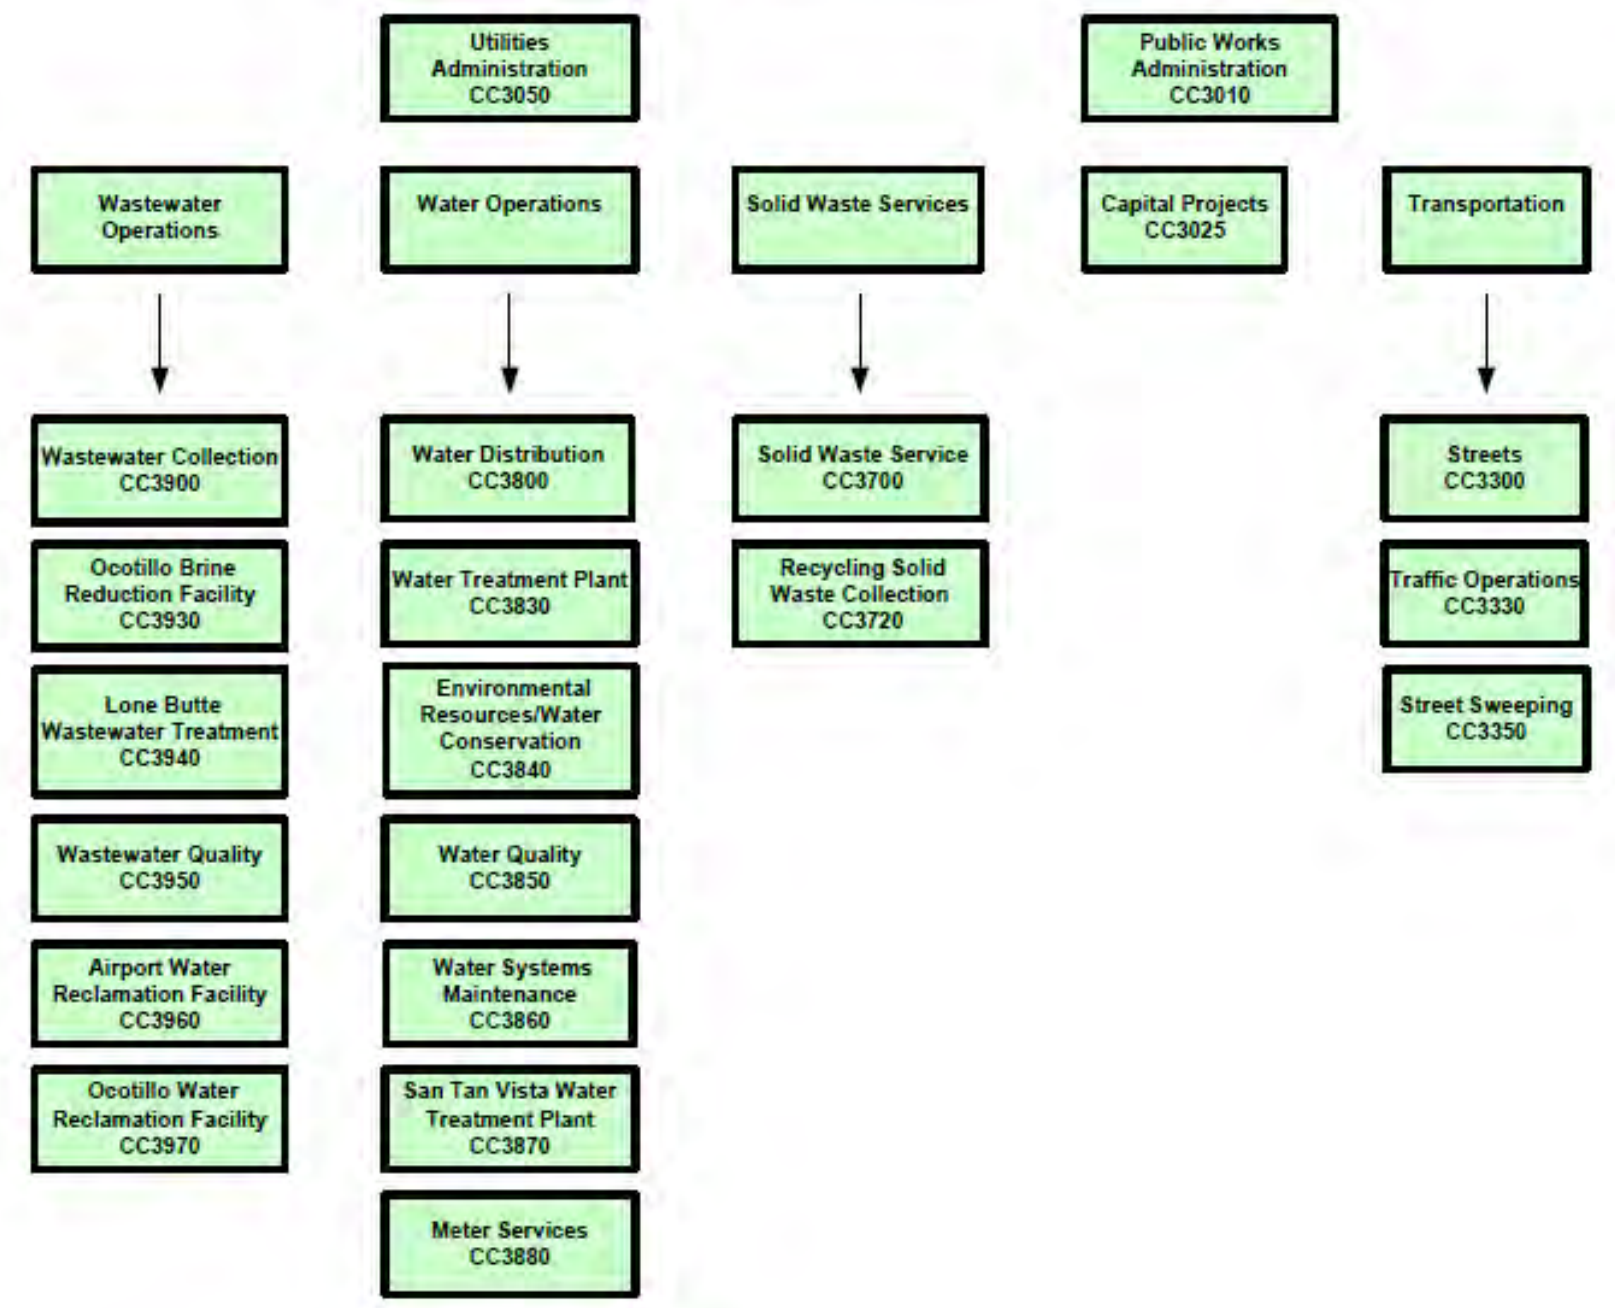 Utilities
Administration
CC3050
Public Works
Administration
CC3010
Wastewater
Operations
Water Operations
Solid Waste Services
Capital Projects
CC3025
Transportation
Wastewater Collection
CC3900
Water Distribution
CC3800
Solid Waste Service
CC3700
Streets
CC3300
Ocotillo Brine
Reduction Facility
CC3930
Water Treatment Plant
CC3830
Recycling Solid
Waste Collection
CC3720
Traffic Operations
CC3330
Lone Butte
Wastewater Treatment
CC3940
Environmental
Resources/Water
Conservation
CC3840
Street Sweeping
CC3350
Wastewater Quality
CC3950
Water Quality
CC3850
Airport Water
Reclamation Facility
CC3960
Water Systems
Maintenance
CC3860
Ocotillo Water
Reclamation Facility
CC3970
San Tan Vista Water
Treatment Plant
CC3870
Meter Services
CC3880